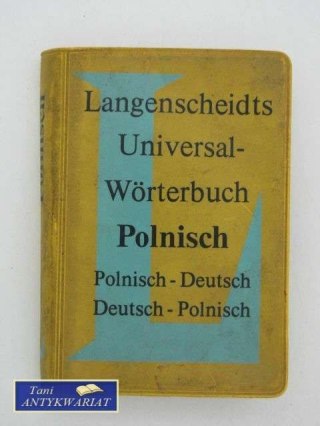 Langenscheidts
Universal-
Wörterbuch
Polnisch
Polnisch - Deutsch
Deutsch - Polnisch
Tani
ANTYKWARIAT